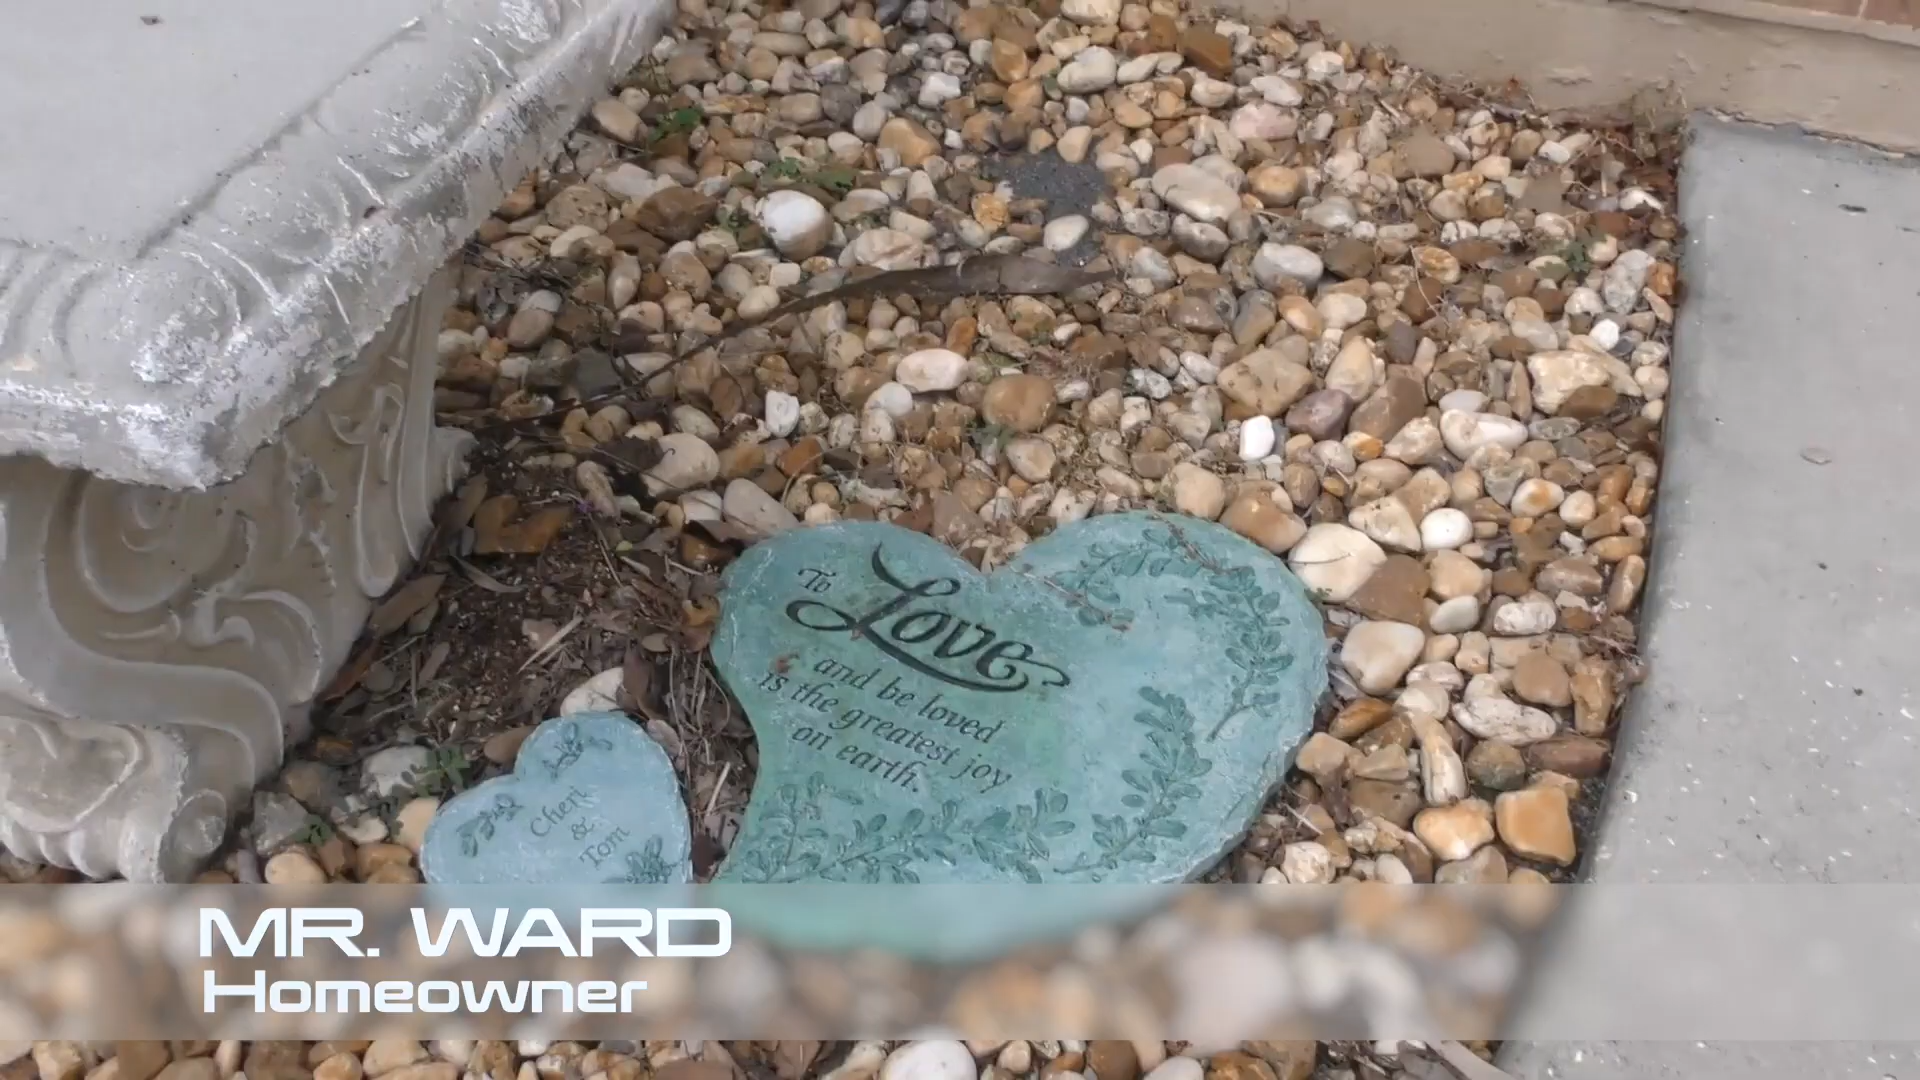 To Love
and be loved
is the greatest joy
on earth.
Cheri
&
Tom
MR. WARD
Homeowner